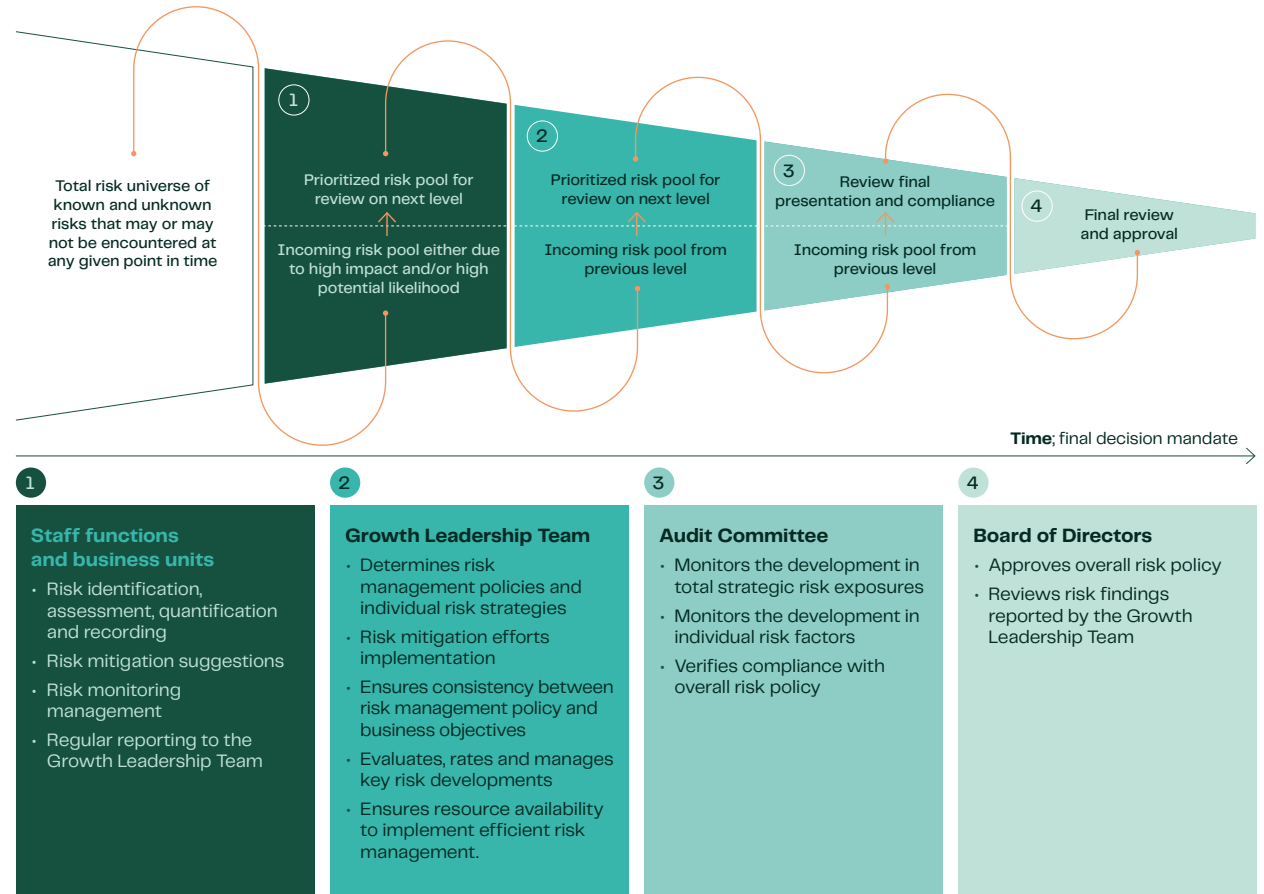 Total risk universe of
known and unknown
risks that may or may
not be encountered at
any given point in time
1
Prioritized risk pool for
review on next level
Incoming risk pool either due
to high impact and/or high
potential likelihood
2
Prioritized risk pool for
review on next level
Incoming risk pool from
previous level
3
Review final
presentation and compliance
Incoming risk pool from
previous level
4
Final review
and approval
Time; final decision mandate
1
Staff functions
and business units
• Risk identification,
assessment, quantification
and recording
• Risk mitigation suggestions
• Risk monitoring
management
• Regular reporting to the
Growth Leadership Team
2
Growth Leadership Team
• Determines risk
management policies and
individual risk strategies
• Risk mitigation efforts
implementation
• Ensures consistency between
risk management policy and
business objectives
• Evaluates, rates and manages
key risk developments
• Ensures resource availability
to implement efficient risk
management.
3
Audit Committee
• Monitors the development in
total strategic risk exposures
• Monitors the development in
individual risk factors
• Verifies compliance with
overall risk policy
4
Board of Directors
• Approves overall risk policy
• Reviews risk findings
reported by the Growth
Leadership Team